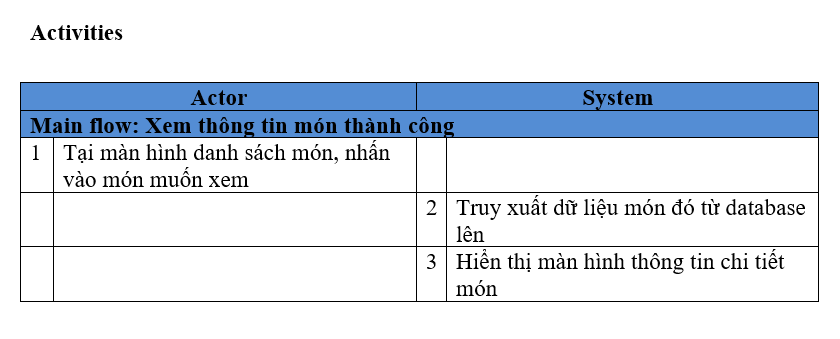 Activities
Actor System
Main flow: Xem thông tin món thành công
1 Tại màn hình danh sách món, nhấn
vào món muốn xem
2 Truy xuất dữ liệu món đó từ database
lên
3 Hiển thị màn hình thông tin chi tiết
món